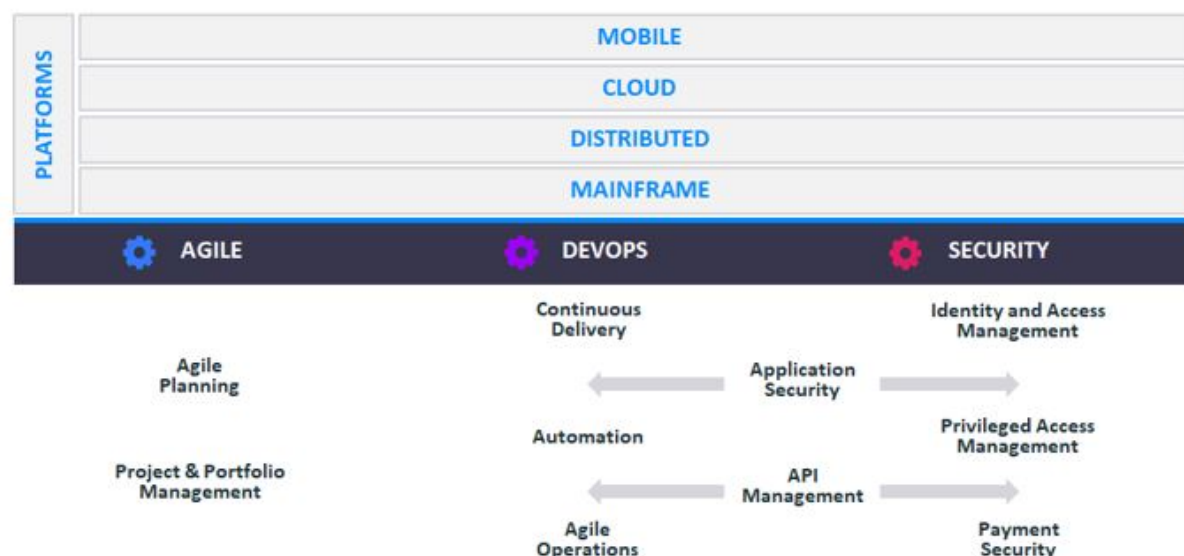 PLATFORMS
MOBILE
CLOUD
DISTRIBUTED
MAINFRAME
AGILE
DEVOPS
SECURITY
Continuous
Delivery
Identity and Access
Management
Agile
Planning
Application
Security
Automation
Privileged Access
Management
Project & Portfolio
Management
API
Management
Agile
Operations
Payment
Security